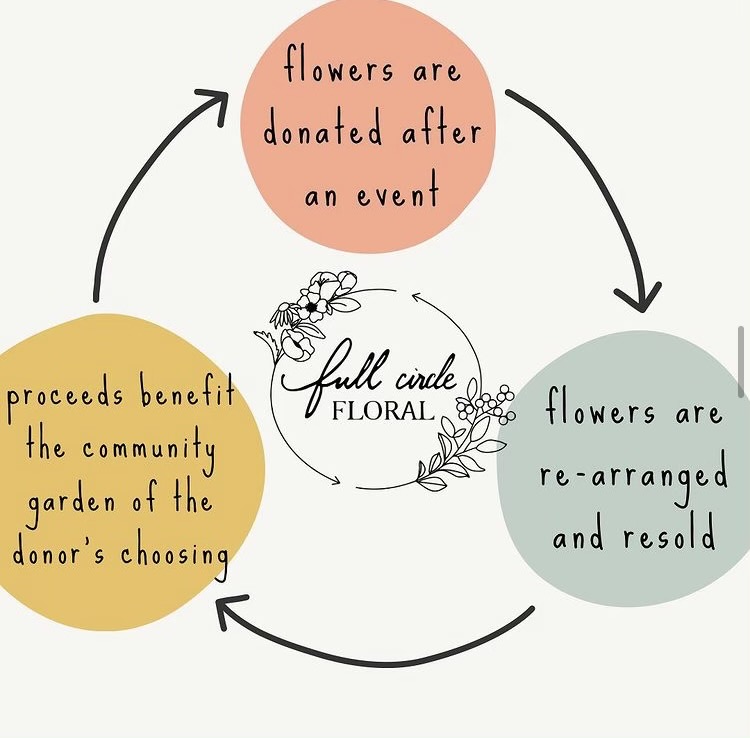 flowers are
donated after
an event
full circle
FLORAL
flowers are
re-arranged
and resold
proceeds benefit
the community
garden of the
donor's choosing